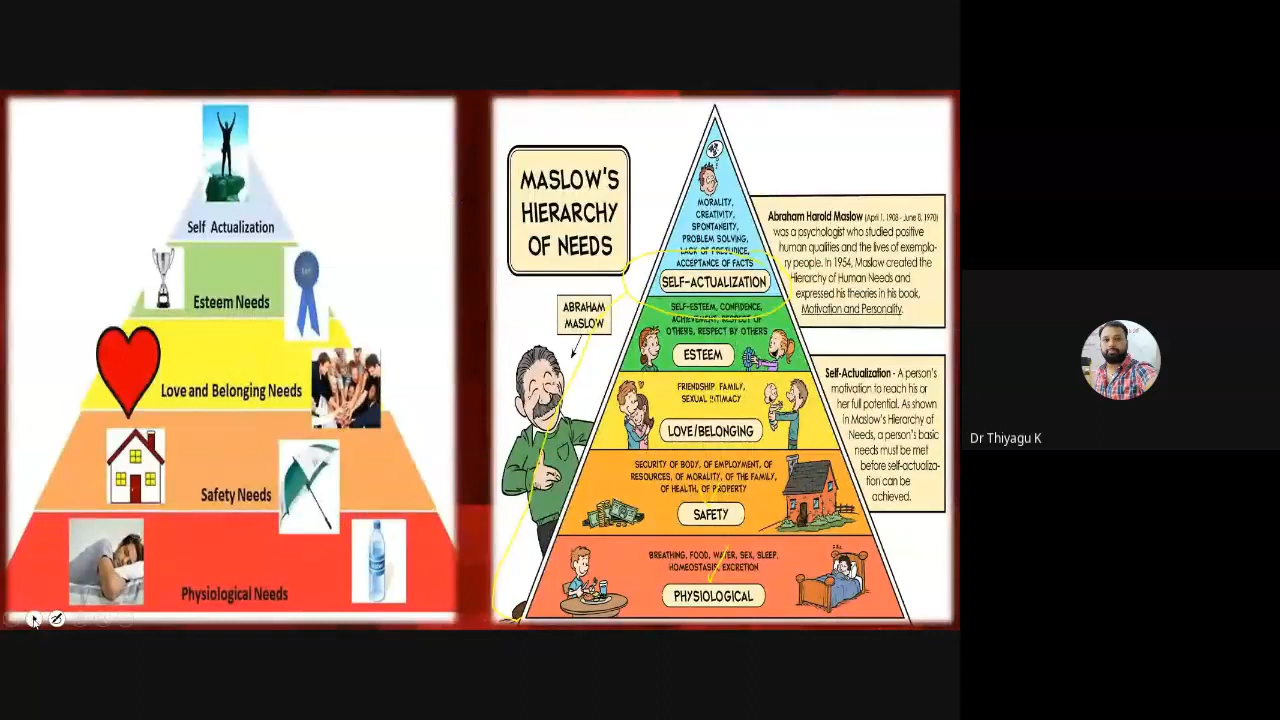 Self Actualization
Esteem Needs
Love and Belonging Needs
Safety Needs
Physiological Needs
MASLOW'S
HIERARCHY
OF NEEDS
ABRAHAM
MASLOW
MORALITY,
CREATIVITY,
SPONTANEITY,
PROBLEM SOLVING,
LACK OF PREJUDICE,
ACCEPTANCE OF FACTS
SELF-ACTUALIZATION
SELF-ESTEEM, CONFIDENCE,
ACHIEVEMENT, RESPECT OF
OTHERS, RESPECT BY OTHERS
ESTEEM
FRIENDSHIP, FAMILY,
SEXUAL INTIMACY
LOVE/BELONGING
SECURITY OF BODY, OF EMPLOYMENT, OF
RESOURCES, OF MORALITY, OF THE FAMILY,
OF HEALTH, OF PROPERTY
SAFETY
BREATHING, FOOD, WATER, SEX, SLEEP,
HOMEOSTASIS, EXCRETION
PHYSIOLOGICAL
Abraham Harold Maslow (April 1, 1908 - June 8, 1970)
was a psychologist who studied positive
human qualities and the lives of exempla-
ry people. In 1954, Maslow created the
Hierarchy of Human Needs and
expressed his theories in his book,
Motivation and Personality.
Self-Actualization - A person's
motivation to reach his or
her full potential. As shown
in Maslow's Hierarchy of
Needs, a person's basic
needs must be met
before self-actualiza-
tion can be
achieved.
Dr Thiyagu K